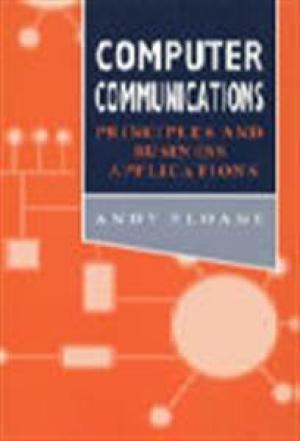 COMPUTER
COMMUNICATIONS
PRINCIPLES AND
BUSINESS
APPLICATIONS
ANDY SLOANE